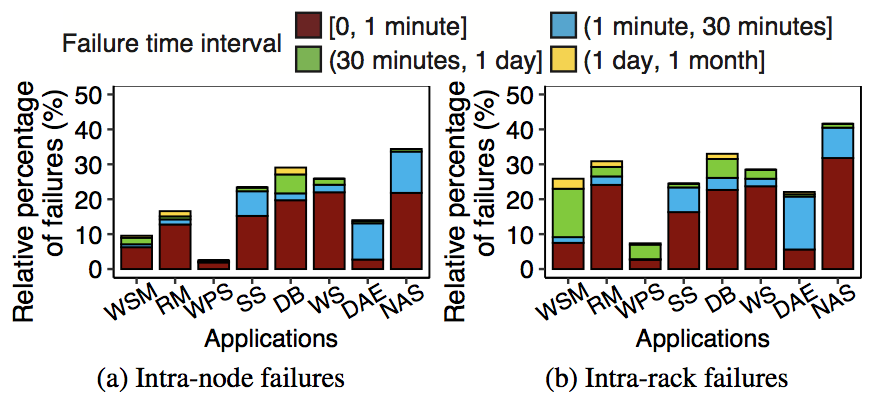 Failure time interval
[0, 1 minute]
(1 minute, 30 minutes]
(30 minutes, 1 day]
(1 day, 1 month]
Relative percentage
of failures (%)
50
40
30
20
10
0
WSM
RM
WPS
SS
DB
WS
DAE
NAS
Applications
(a) Intra-node failures
Relative percentage
of failures (%)
50
40
30
20
10
0
WSM
RM
WPS
SS
DB
WS
DAE
NAS
Applications
(b) Intra-rack failures